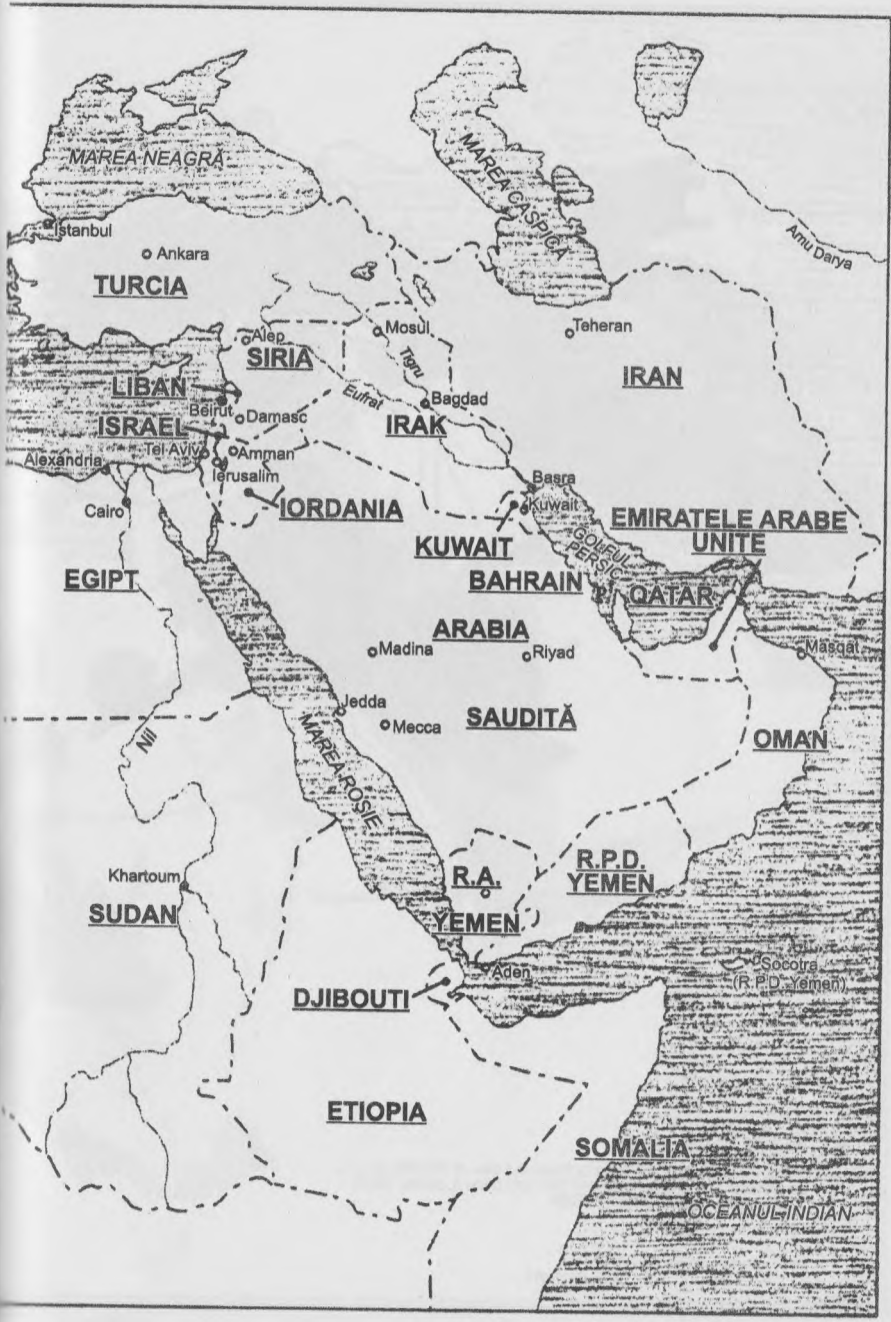 MAREA NEAGRĂ
MAREA CASPICĂ
Amu Darya
Istanbul
Ankara
TURCIA
Mosul
Teheran
Alep
SIRIA
Tigru
IRAN
LIBAN
Eufrat
Bagdad
Beirut
Damasc
IRAK
ISRAEL
Tel Aviv
Amman
Alexandria
Ierusalim
Basra
Cairo
IORDANIA
Kuwait
EMIRATELE ARABE
UNITE
KUWAIT
GOLFUL
PERSIC
EGIPT
BAHRAIN
QATAR
ARABIA
Madina
Riyad
Masqat
Jedda
SAUDITĂ
Mecca
Nil
OMAN
MAREA ROȘIE
R.P.D.
YEMEN
R.A.
Khartoum
SUDAN
YEMEN
Aden
Socotra
(R.P.D. Yemen)
DJIBOUTI
ETIOPIA
SOMALIA
OCEANUL INDIAN